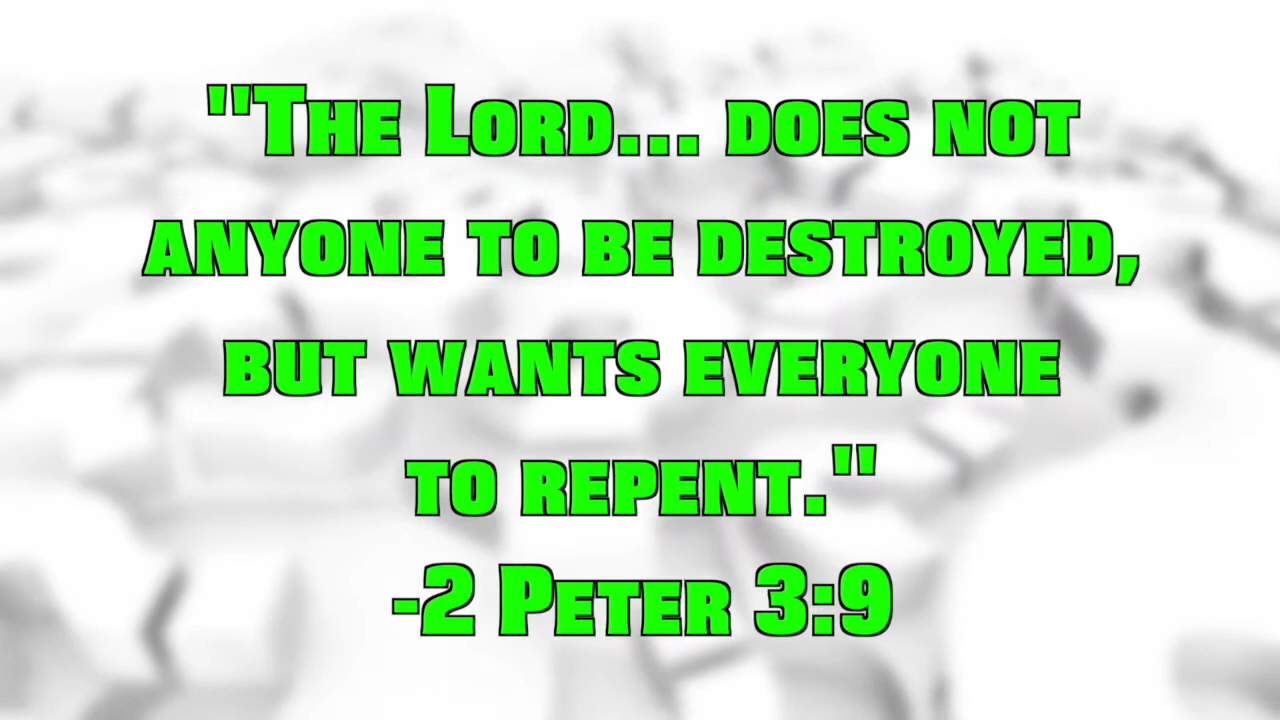 "The Lord... does not
anyone to be destroyed,
but wants everyone
to repent."
-2 Peter 3:9